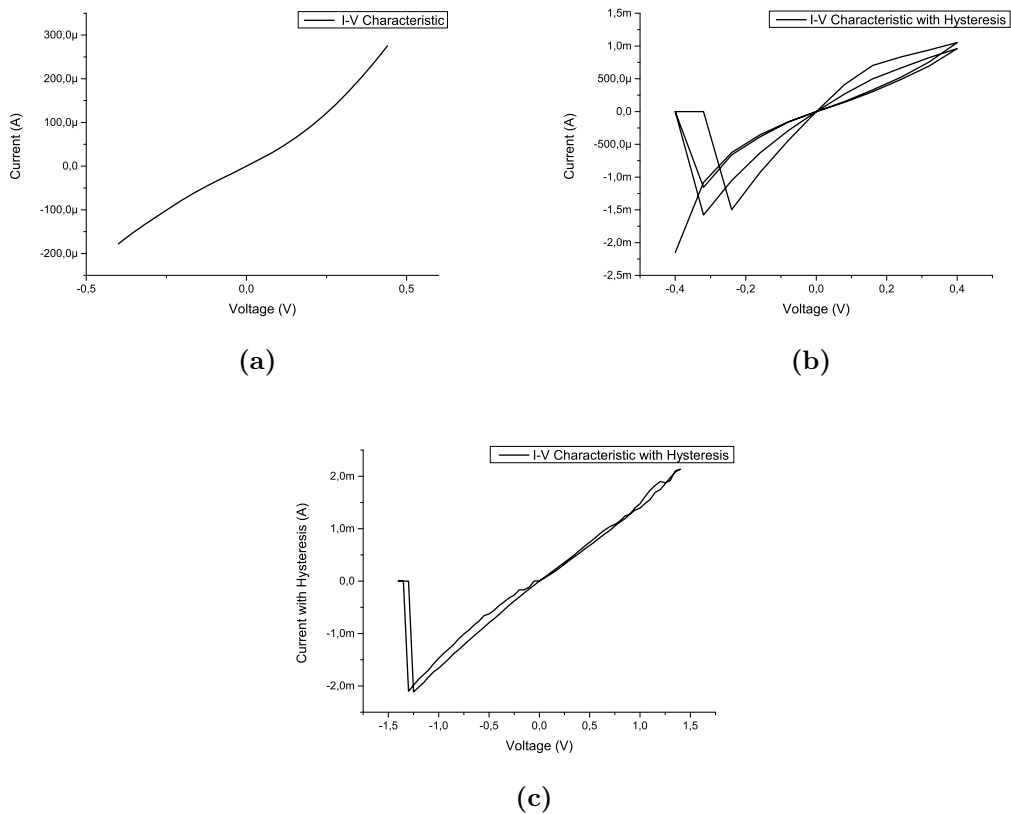 I-V Characteristic
300,0µ
200,0µ
100,0µ
0,0
-100,0µ
-200,0µ
Current (A)
-0,5
0,0
0,5
Voltage (V)
(a)
I-V Characteristic with Hysteresis
1,5m
1,0m
500,0µ
0,0
-500,0µ
-1,0m
-1,5m
-2,0m
-2,5m
Current (A)
-0,4
-0,2
0,0
0,2
0,4
Voltage (V)
(b)
I-V Characteristic with Hysteresis
2,0m
1,0m
0,0
-1,0m
-2,0m
Current with Hysteresis (A)
-1,5
-1,0
-0,5
0,0
0,5
1,0
1,5
Voltage (V)
(c)